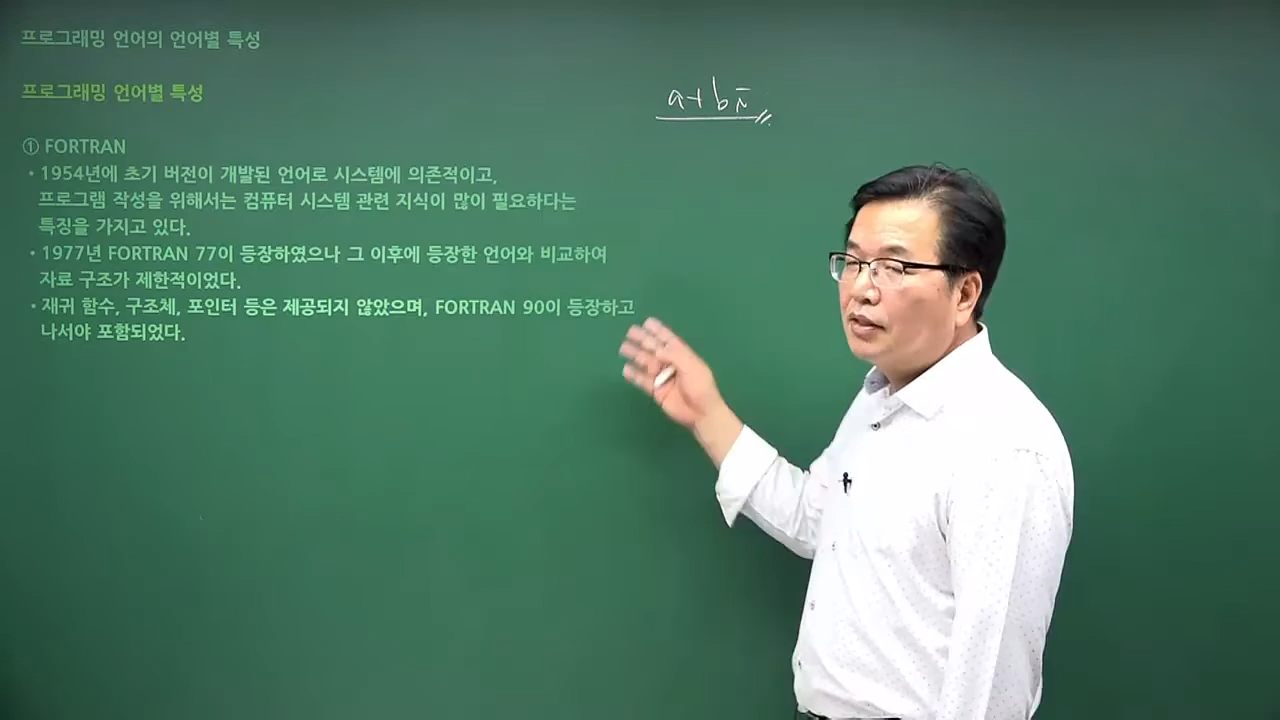 프로그래밍 언어의 언어별 특성
프로그래밍 언어별 특성
a+bi
① FORTRAN
• 1954년에 초기 버전이 개발된 언어로 시스템에 의존적이고,
프로그램 작성을 위해서는 컴퓨터 시스템 관련 지식이 많이 필요하다는
특징을 가지고 있다.
• 1977년 FORTRAN 77이 등장하였으나 그 이후에 등장한 언어와 비교하여
자료 구조가 제한적이었다.
• 재귀 함수, 구조체, 포인터 등은 제공되지 않았으며, FORTRAN 90이 등장하고
나서야 포함되었다.